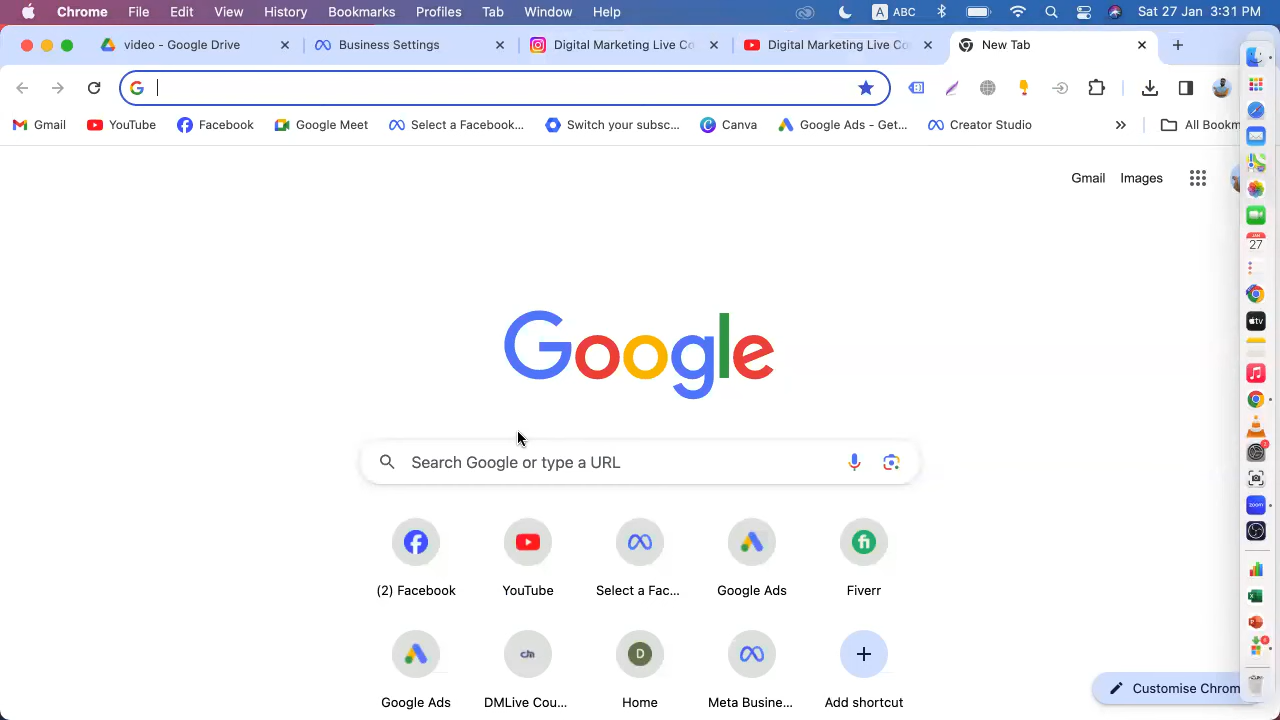 Chrome File Edit View History Bookmarks Profiles Tab Window Help A ABC Sat 27 Jan 3:31 PM
video - Google Drive Business Settings Digital Marketing Live Co Digital Marketing Live Co New Tab
Gmail YouTube Facebook Google Meet Select a Facebook... Switch your subsc... Canva Google Ads - Get... Creator Studio » All Bookm
Gmail Images
JAN
27
tv
Google
Search Google or type a URL
zoom
(2) Facebook YouTube Select a Fac... Google Ads Fiverr
D
Google Ads DMLive Cou... Home Meta Busine... Add shortcut
Customise Chrom